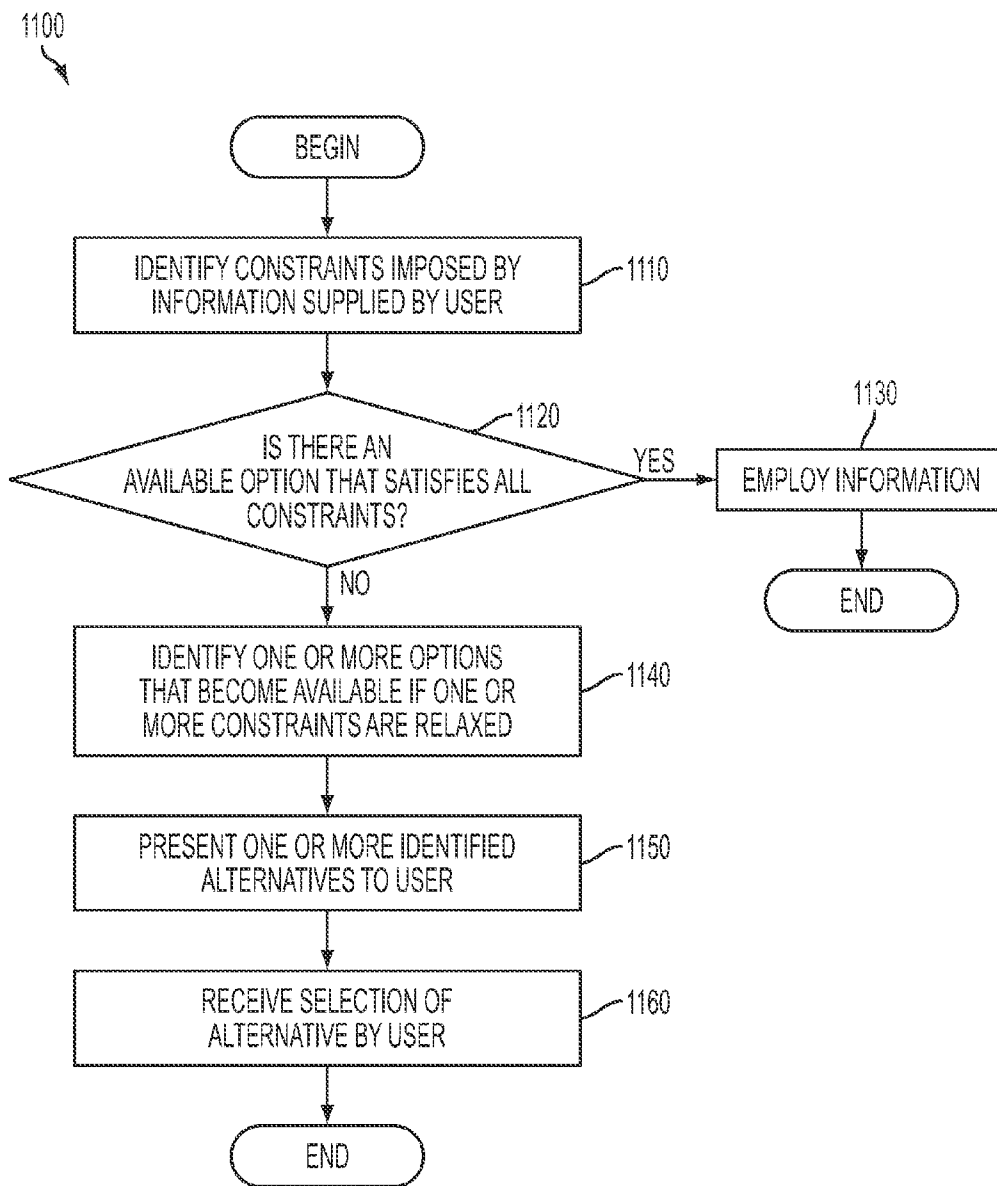 1100
BEGIN
IDENTIFY CONSTRAINTS IMPOSED BY
INFORMATION SUPPLIED BY USER
1110
IS THERE AN
AVAILABLE OPTION THAT SATISFIES ALL
CONSTRAINTS?
1120
YES
1130
EMPLOY INFORMATION
END
NO
IDENTIFY ONE OR MORE OPTIONS
THAT BECOME AVAILABLE IF ONE OR
MORE CONSTRAINTS ARE RELAXED
1140
PRESENT ONE OR MORE IDENTIFIED
ALTERNATIVES TO USER
1150
RECEIVE SELECTION OF
ALTERNATIVE BY USER
1160
END